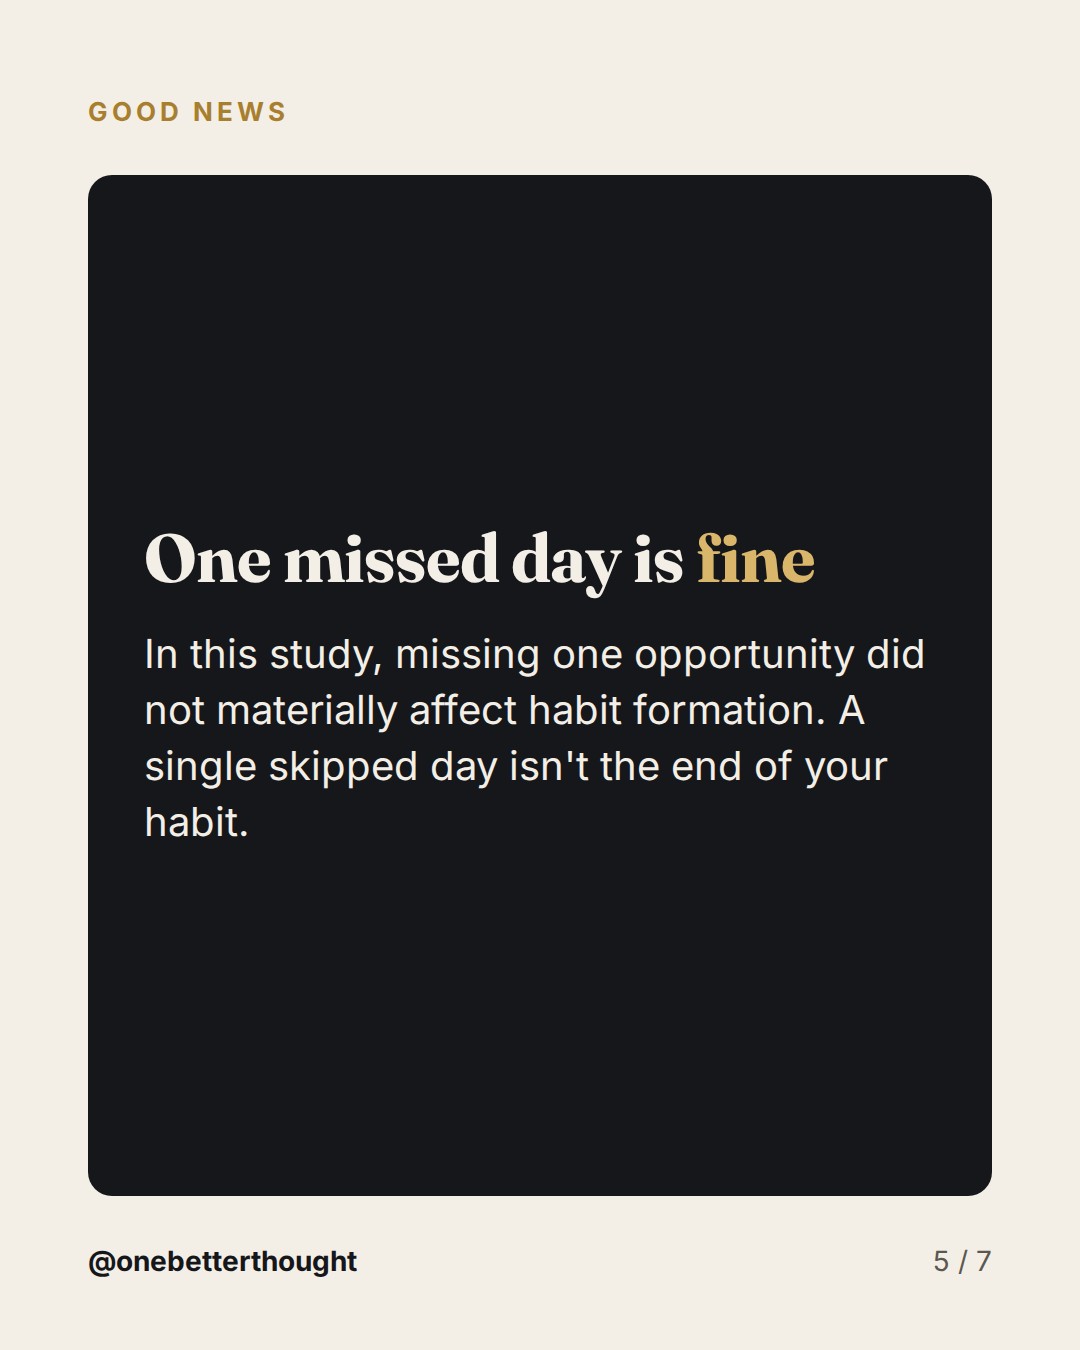 GOOD NEWS
One missed day is fine
In this study, missing one opportunity did
not materially affect habit formation. A
single skipped day isn't the end of your
habit.
@onebetterthought
5 / 7